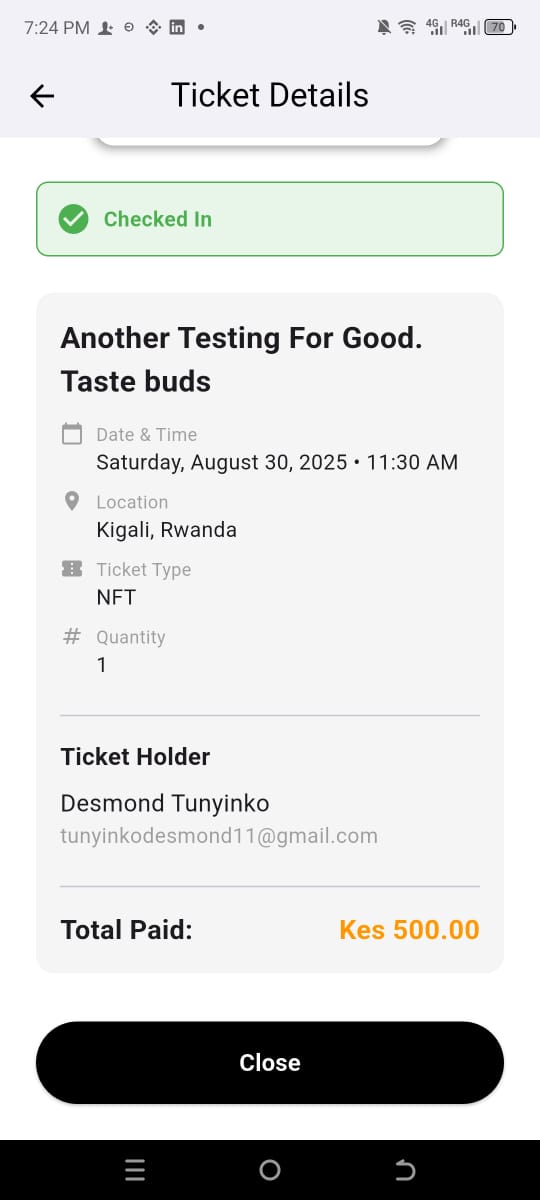 7:24 PM
4G R4G 70
Ticket Details
Checked In
Another Testing For Good.
Taste buds
Date & Time
Saturday, August 30, 2025 • 11:30 AM
Location
Kigali, Rwanda
Ticket Type
NFT
# Quantity
1
Ticket Holder
Desmond Tunyinko
tunyinkodesmond11@gmail.com
Total Paid: Kes 500.00
Close